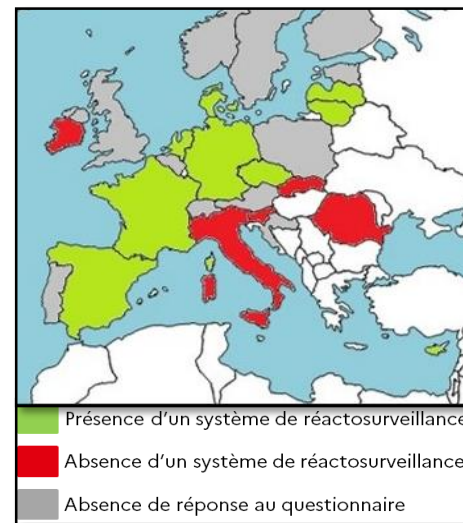 Présence d'un système de réactosurveillance
Absence d'un système de réactosurveillance
Absence de réponse au questionnaire